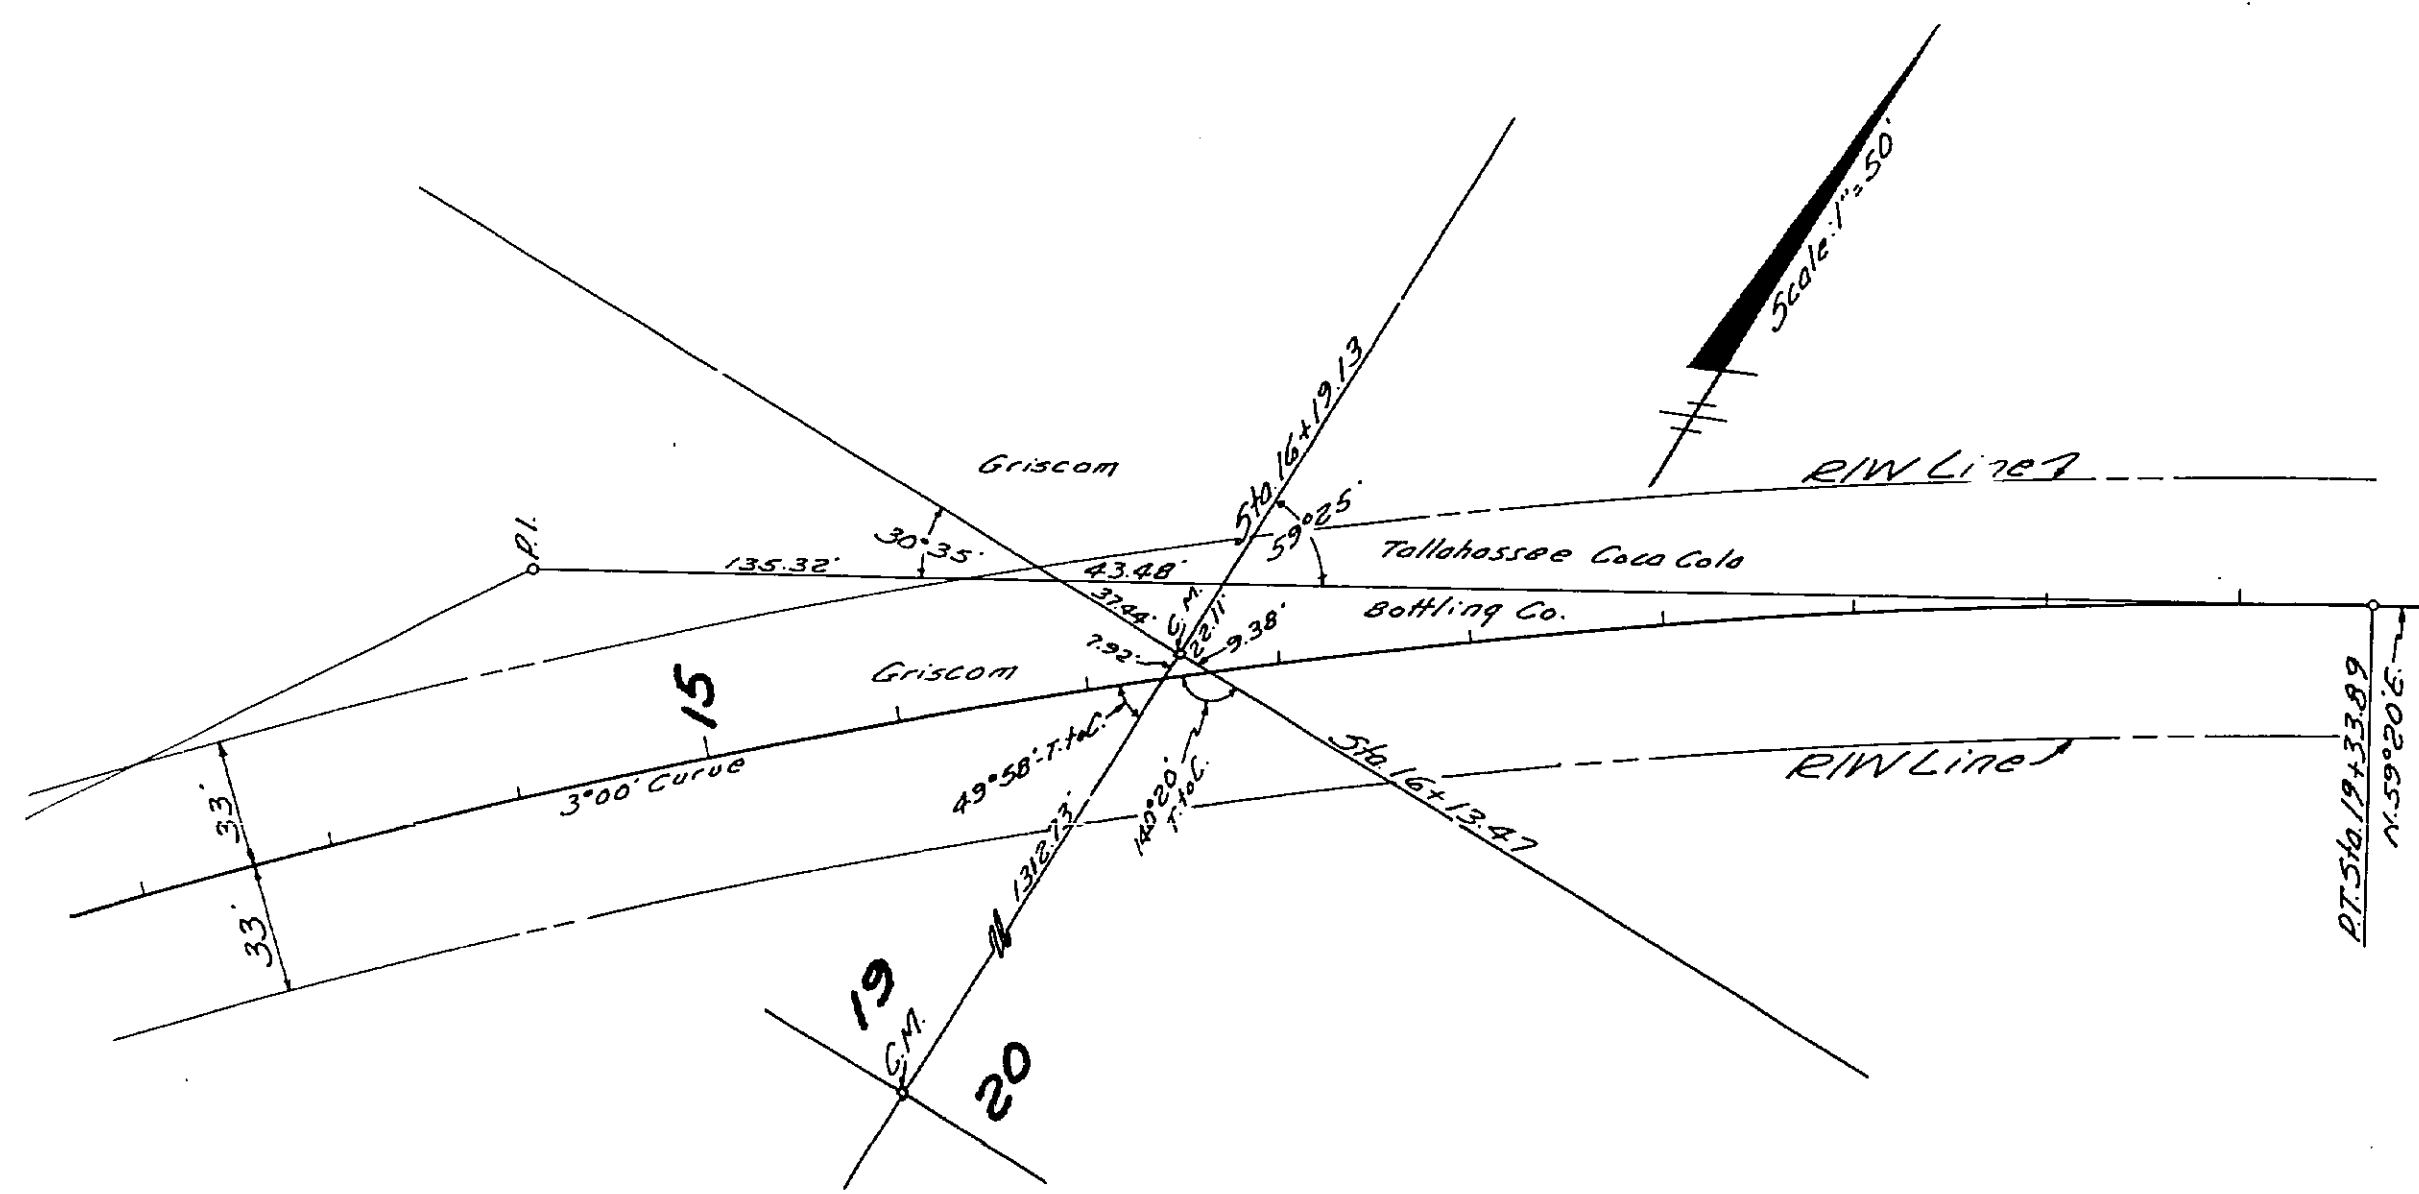 Scale: 1"=50'
Sta. 16+19.13
Griscom
R/W Line
P.I.
30°35'
59°25'
135.32'
43.48'
Tallahassee Coca Cola
Bottling Co.
37.44'
C.M.
22.11'
9.38'
7.92'
Griscom
15
3°00' Curve
49°58'-T.toC.
140°20'
T.toC.
Sta. 16+13.47
R/W Line
P.T. Sta. 19+33.89
N.59°20'E.
33'
33'
1312.73'
19
C.M.
20